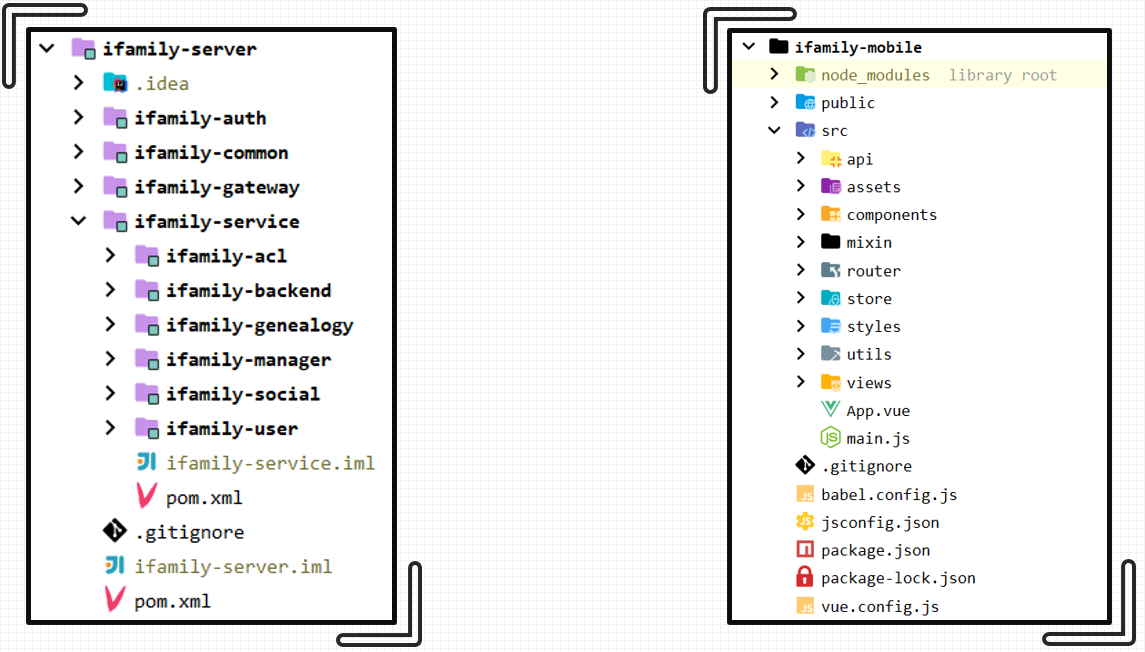 ifamily-server
.idea
ifamily-auth
ifamily-common
ifamily-gateway
ifamily-service
ifamily-acl
ifamily-backend
ifamily-genealogy
ifamily-manager
ifamily-social
ifamily-user
ifamily-service.iml
pom.xml
.gitignore
ifamily-server.iml
pom.xml
ifamily-mobile
node_modules library root
public
src
api
assets
components
mixin
router
store
styles
utils
views
App.vue
main.js
.gitignore
babel.config.js
jsconfig.json
package.json
package-lock.json
vue.config.js